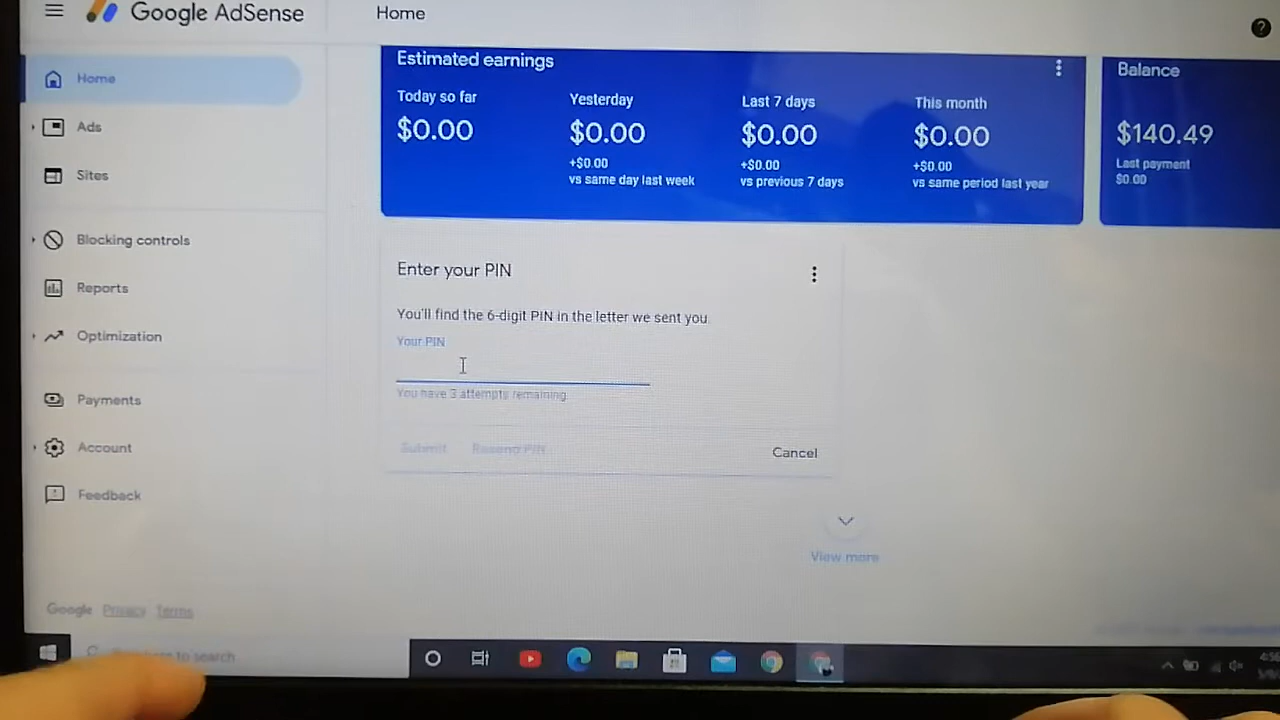 Google AdSense
Home
Home
Ads
Sites
Blocking controls
Reports
Optimization
Payments
Account
Feedback
Google Privacy Terms
Estimated earnings
Today so far
$0.00
Yesterday
$0.00
+$0.00
vs same day last week
Last 7 days
$0.00
+$0.00
vs previous 7 days
This month
$0.00
+$0.00
vs same period last year
Balance
$140.49
Last payment
$0.00
Enter your PIN
You'll find the 6-digit PIN in the letter we sent you.
Your PIN
You have 3 attempts remaining.
Submit
Resend PIN
Cancel
View more
to search